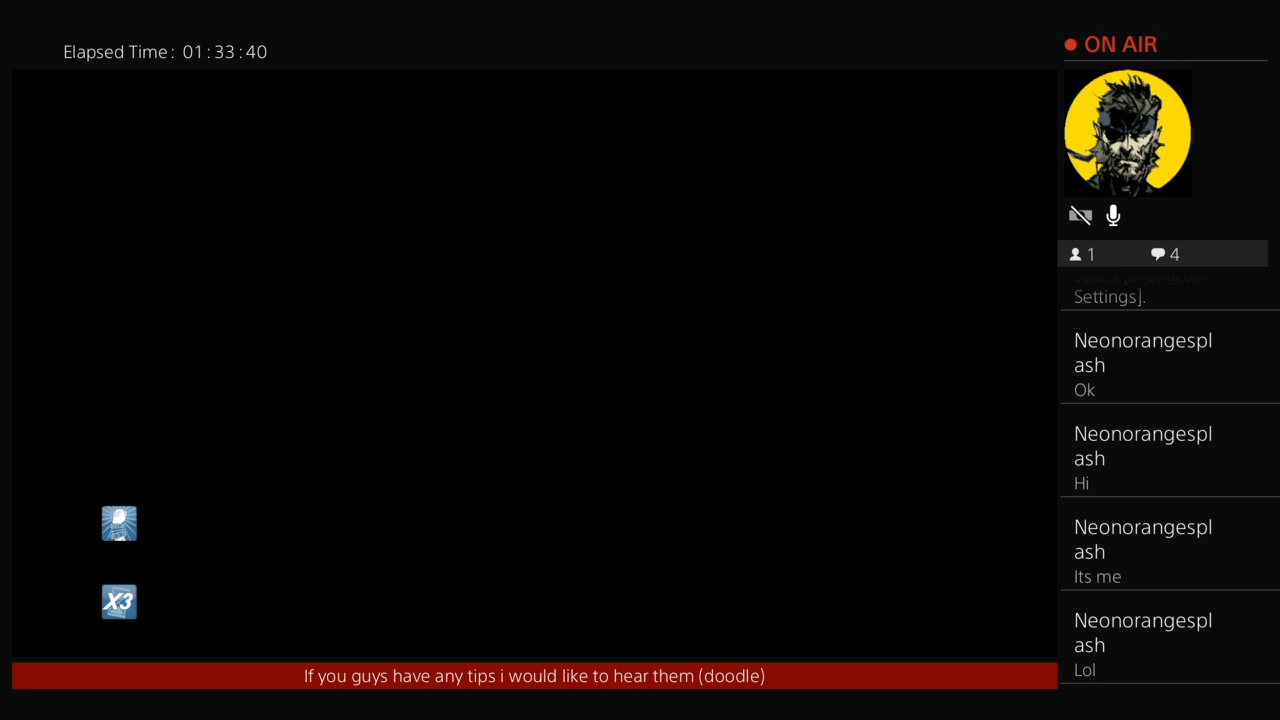 Elapsed Time: 01:33:40
ON AIR
1
4
Settings].
Neonorangespl
ash
Ok
Neonorangespl
ash
Hi
Neonorangespl
ash
Its me
Neonorangespl
ash
Lol
X3
If you guys have any tips i would like to hear them (doodle)